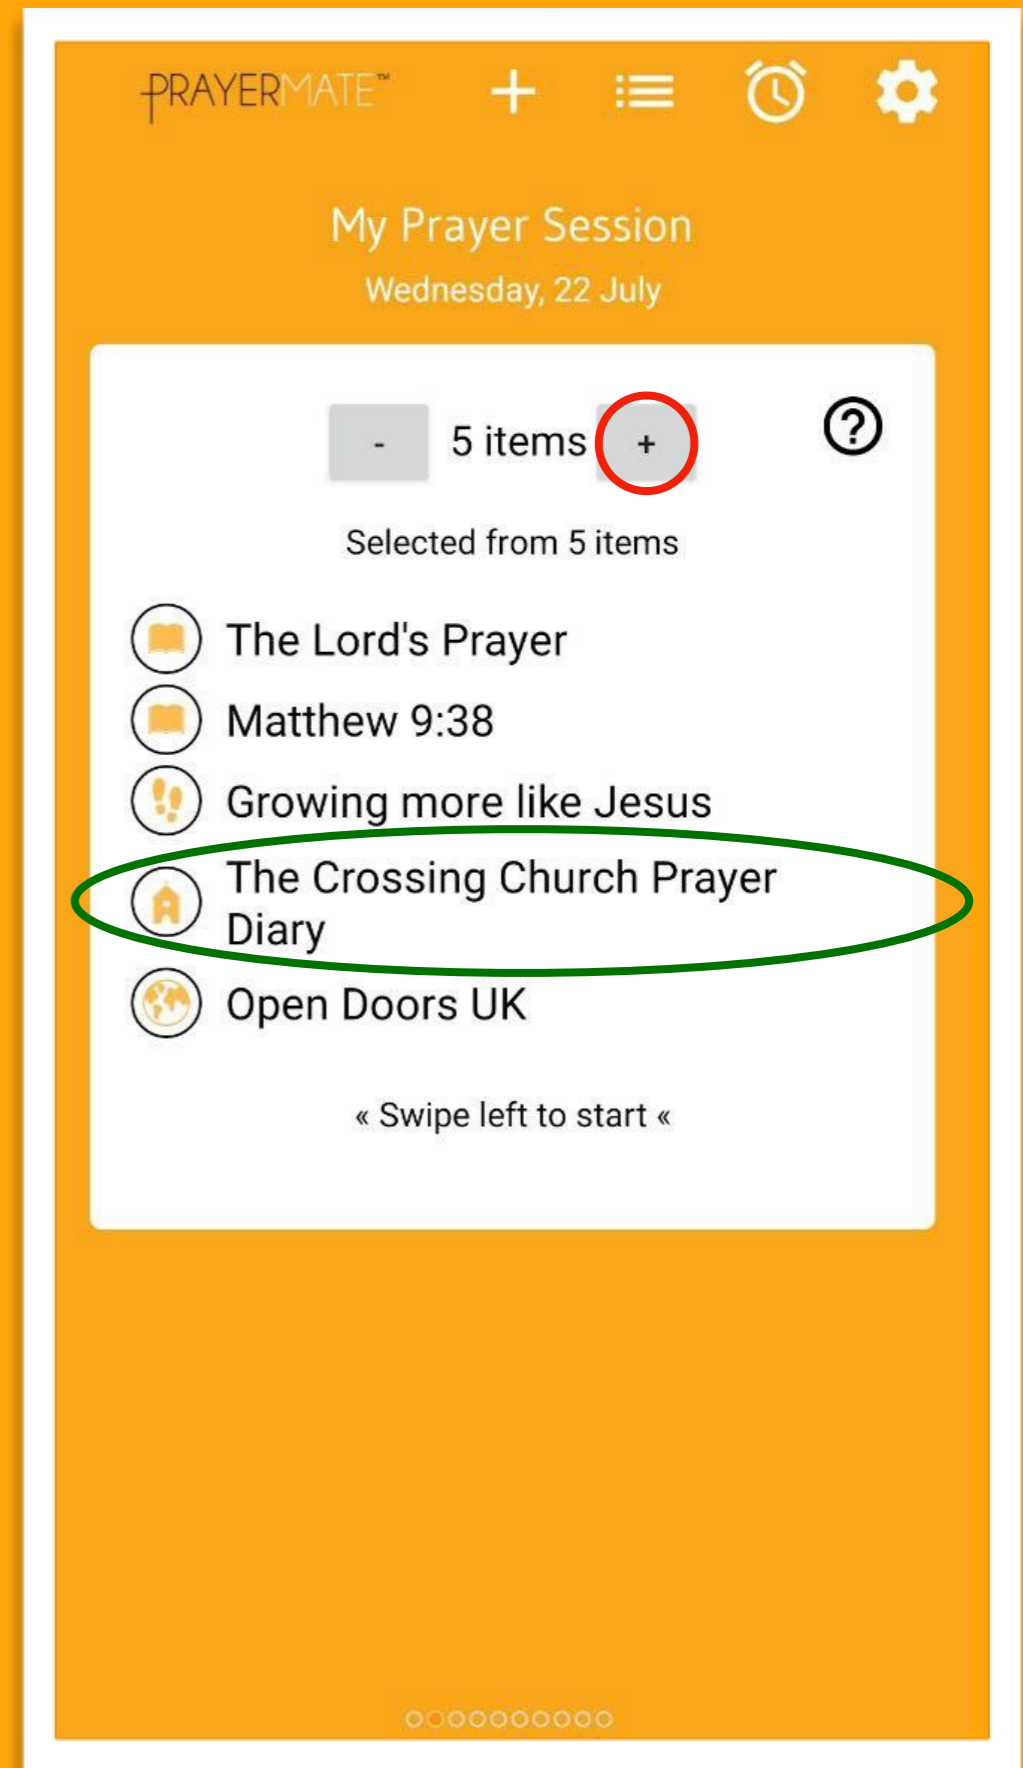 PRAYERMATE™
My Prayer Session
Wednesday, 22 July
- 5 items +
Selected from 5 items
The Lord's Prayer
Matthew 9:38
Growing more like Jesus
The Crossing Church Prayer
Diary
Open Doors UK
« Swipe left to start «